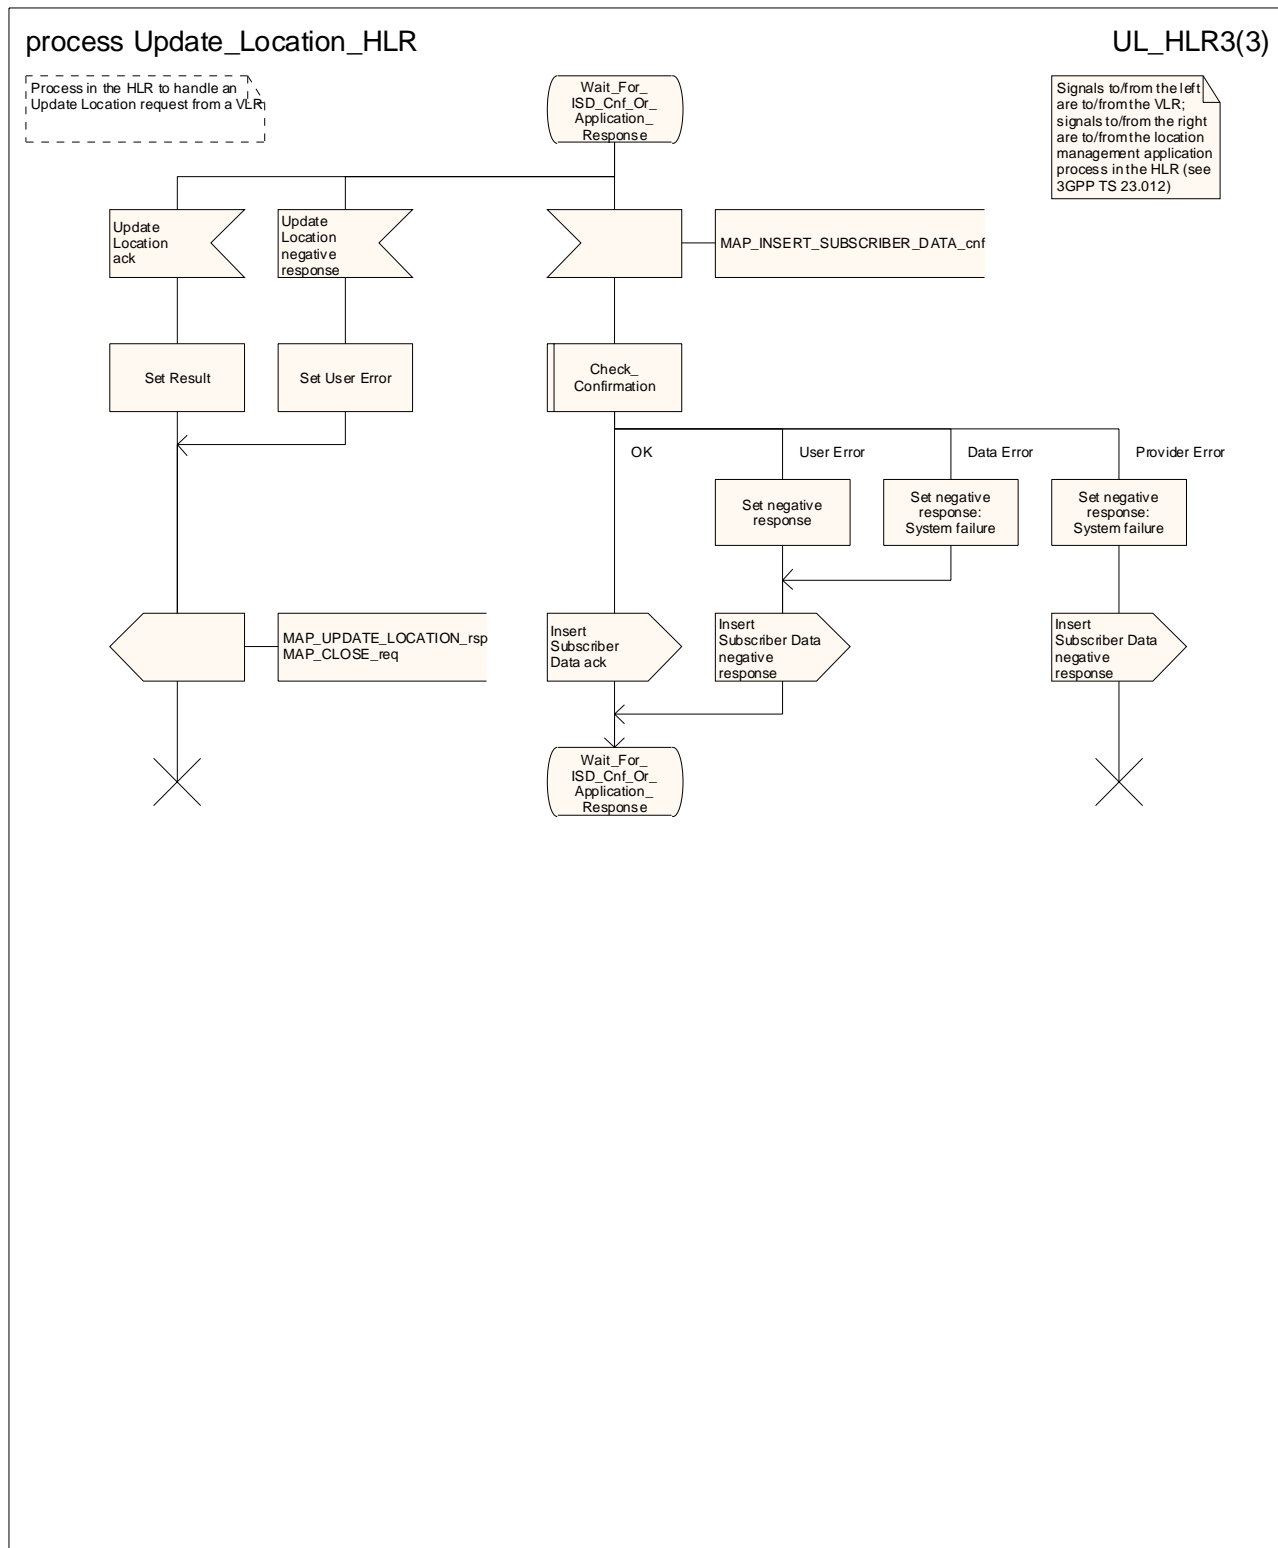 process Update_Location_HLR
UL_HLR3(3)
Process in the HLR to handle an
Update Location request from a VLR
Wait_For_
ISD_Cnf_Or_
Application_
Response
Signals to/from the left
are to/from the VLR;
signals to/from the right
are to/from the location
management application
process in the HLR (see
3GPP TS 23.012)
Update
Location
ack
Update
Location
negative
response
MAP_INSERT_SUBSCRIBER_DATA_cnf
Set Result
Set User Error
Check_
Confirmation
OK
User Error
Data Error
Provider Error
Set negative
response
Set negative
response:
System failure
Set negative
response:
System failure
MAP_UPDATE_LOCATION_rsp
MAP_CLOSE_req
Insert
Subscriber
Data ack
Insert
Subscriber Data
negative
response
Insert
Subscriber Data
negative
response
Wait_For_
ISD_Cnf_Or_
Application_
Response